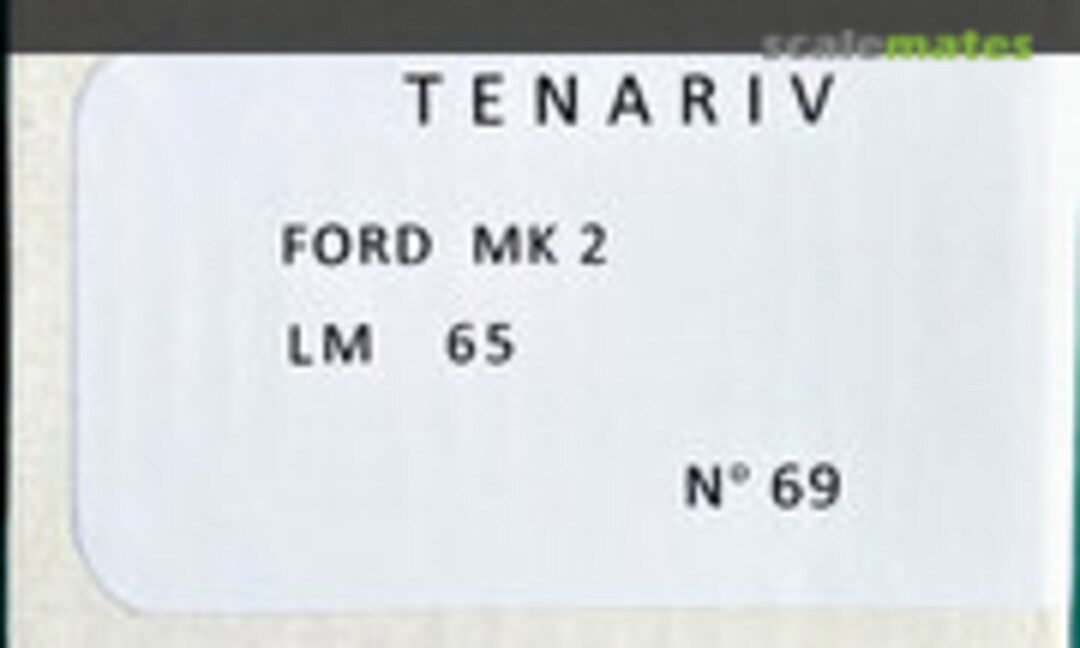 scalemates
TENARIV
FORD MK 2
LM 65
N° 69